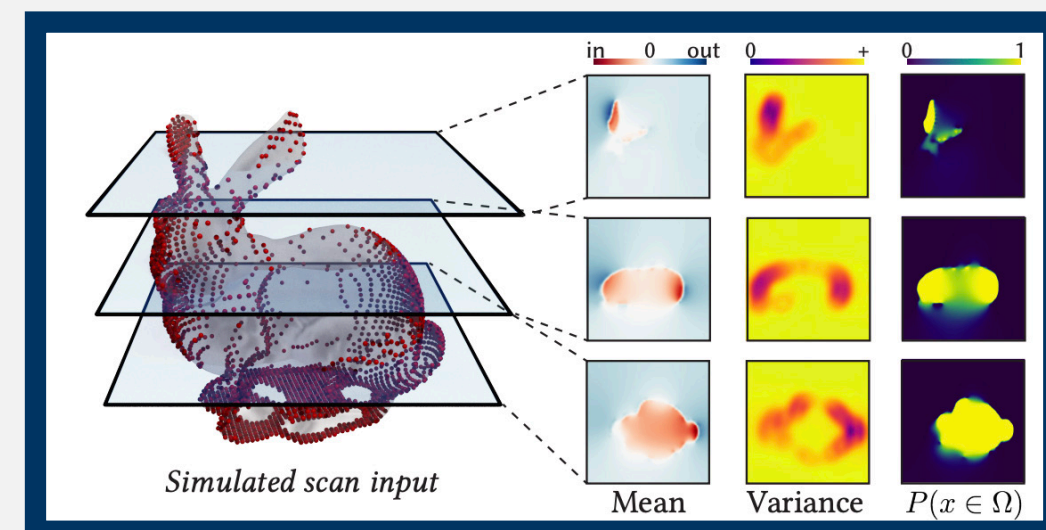 in 0 out
0 +
0 1
Simulated scan input
Mean
Variance
P(x ∈ Ω)